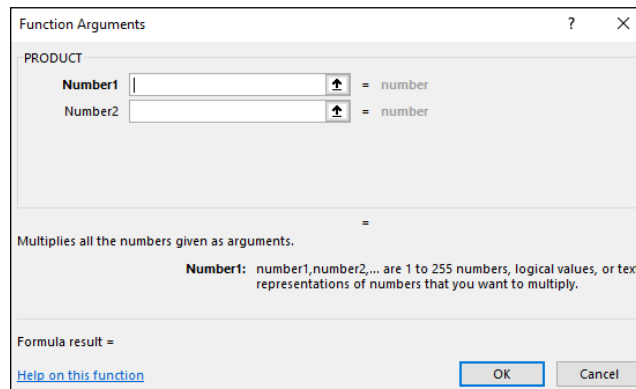 Function Arguments ? ×
PRODUCT
Number1 = number
Number2 = number
=
Multiplies all the numbers given as arguments.
Number1: number1,number2,... are 1 to 255 numbers, logical values, or tex
representations of numbers that you want to multiply.
Formula result =
Help on this function OK Cancel